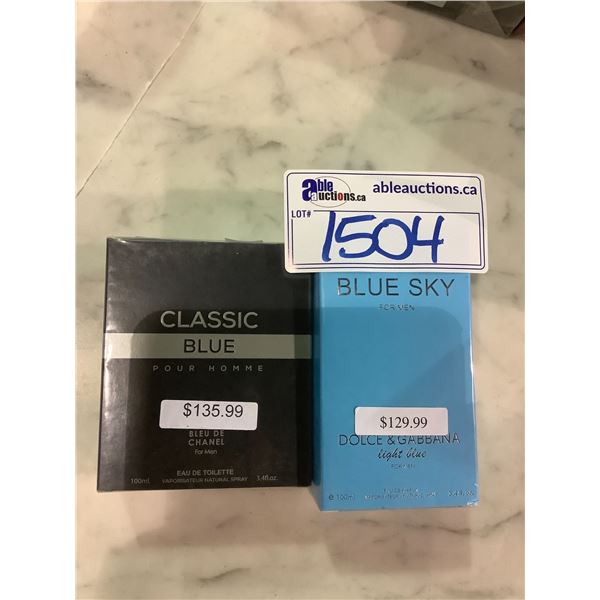 able auctions.ca
ableauctions.ca
LOT#
1504
CLASSIC
BLUE
POUR HOMME
$135.99
BLEU DE
CHANEL
For Men
EAU DE TOILETTE
100ml VAPORISATEUR NATURAL SPRAY 3.4fl.oz.
BLUE SKY
FOR MEN
$129.99
DOLCE & GABBANA
light blue
FOR MEN